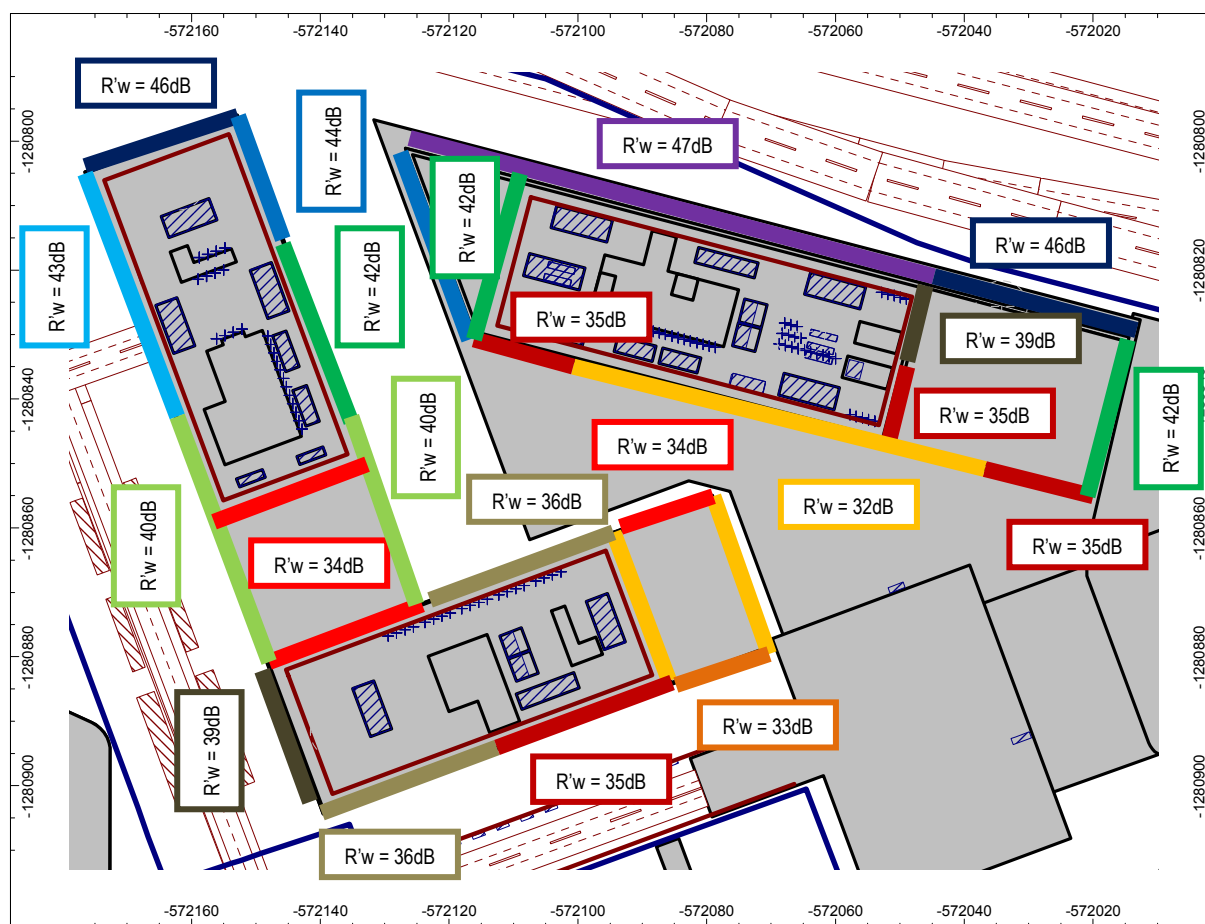 -572160 -572140 -572120 -572100 -572080 -572060 -572040 -572020
-1280800
-1280820
-1280840
-1280860
-1280880
-1280900
-1280800
-1280820
-1280860
-1280880
-1280900
R'w = 46dB
R'w = 44dB
R'w = 47dB
R'w = 42dB
R'w = 46dB
R'w = 43dB
R'w = 42dB
R'w = 35dB
R'w = 39dB
R'w = 40dB
R'w = 34dB
R'w = 35dB
R'w = 42dB
R'w = 36dB
R'w = 32dB
R'w = 40dB
R'w = 34dB
R'w = 35dB
R'w = 39dB
R'w = 33dB
R'w = 35dB
R'w = 36dB
-572160 -572140 -572120 -572100 -572080 -572060 -572040 -572020